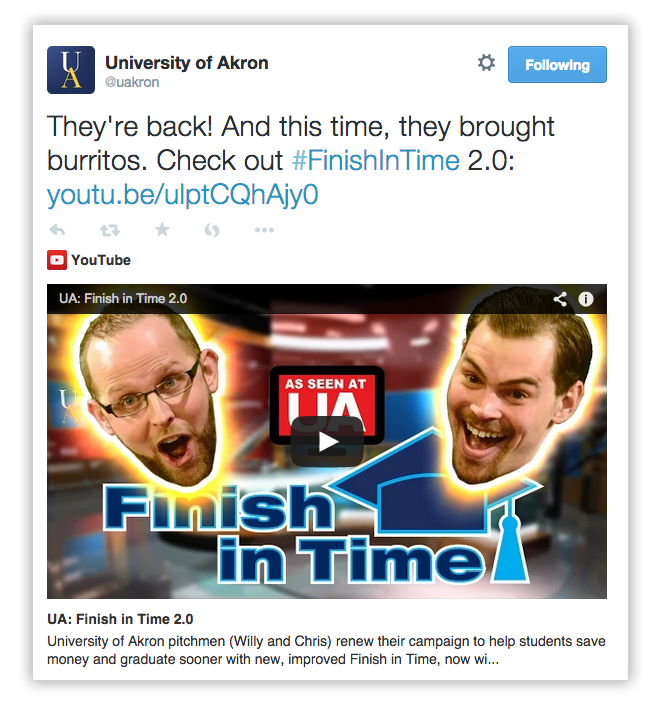 UA
University of Akron
@uakron
Following
They're back! And this time, they brought
burritos. Check out #FinishInTime 2.0:
youtu.be/ulptCQhAjy0
YouTube
UA: Finish in Time 2.0
UA
AS SEEN AT
UA
Finish
in Time
UA: Finish in Time 2.0
University of Akron pitchmen (Willy and Chris) renew their campaign to help students save
money and graduate sooner with new, improved Finish in Time, now wi...